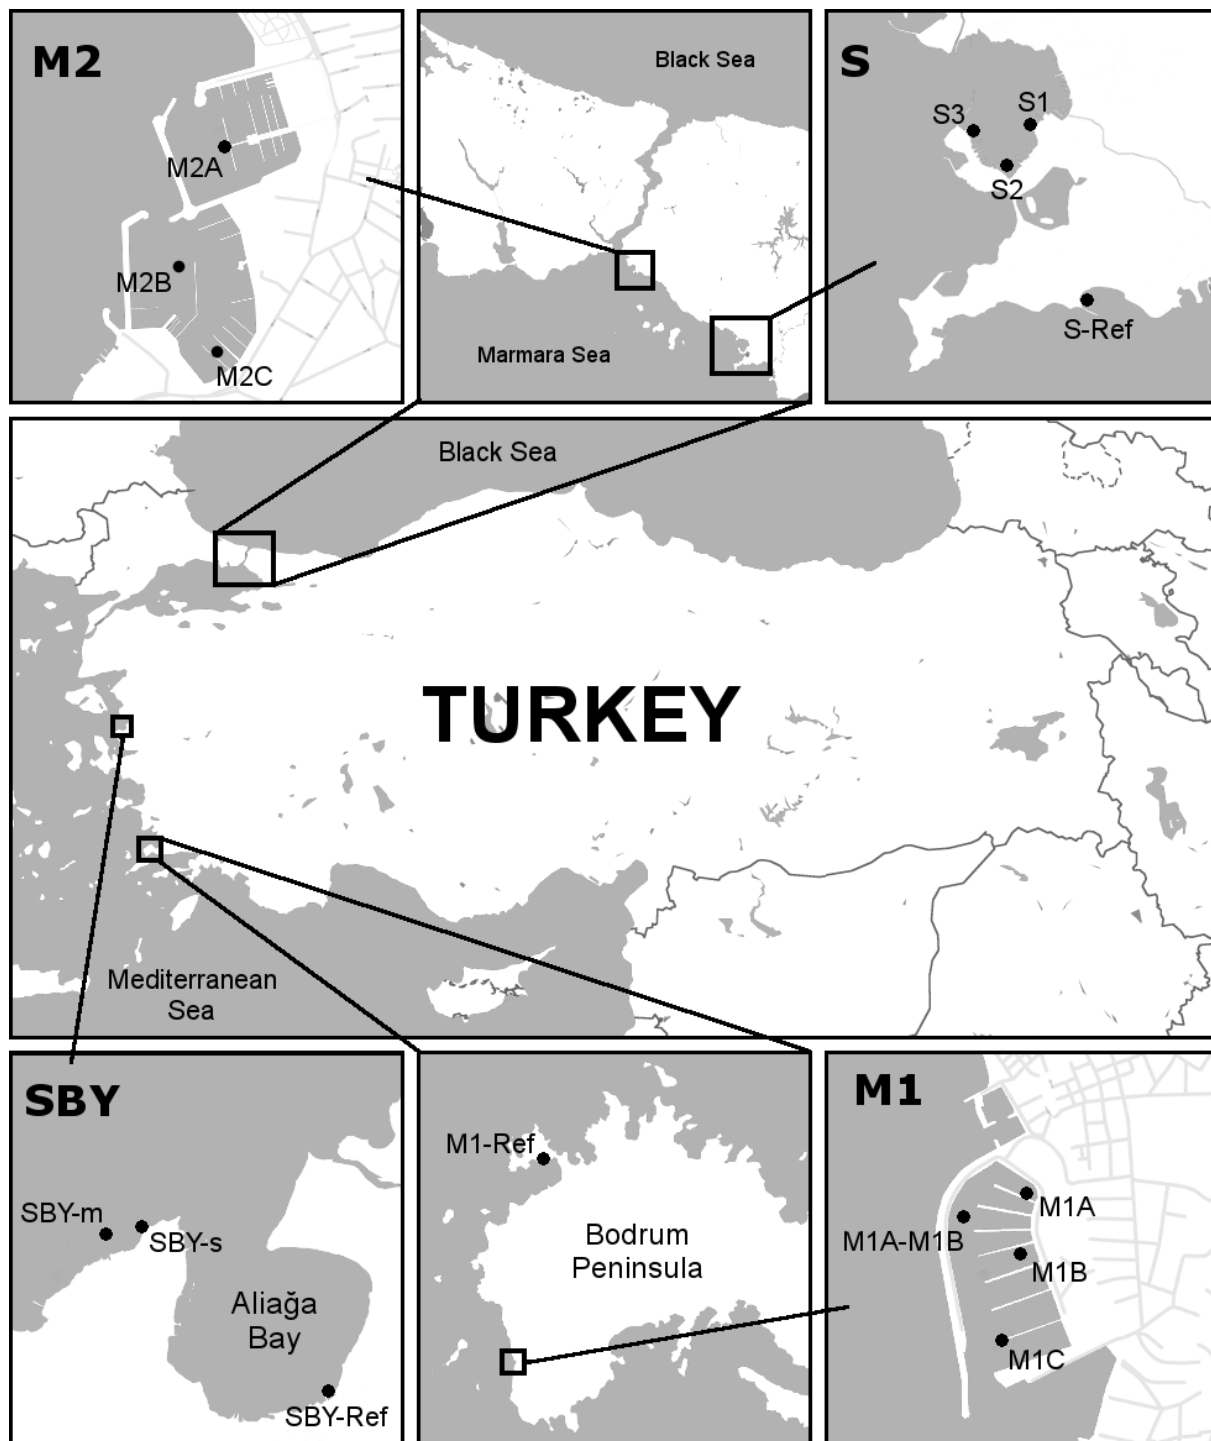 M2
M2A
M2B
M2C
Black Sea
Marmara Sea
S
S3
S1
S2
S-Ref
Black Sea
TURKEY
Mediterranean
Sea
SBY
SBY-m
SBY-s
Aliağa
Bay
SBY-Ref
M1-Ref
Bodrum
Peninsula
M1
M1A
M1A-M1B
M1B
M1C